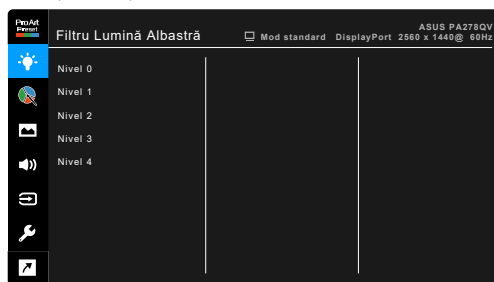 ProArt
Preset
Filtru Lumină Albastră
Mod standard DisplayPort
ASUS PA278QV
2560 x 1440@ 60Hz
Nivel 0
Nivel 1
Nivel 2
Nivel 3
Nivel 4